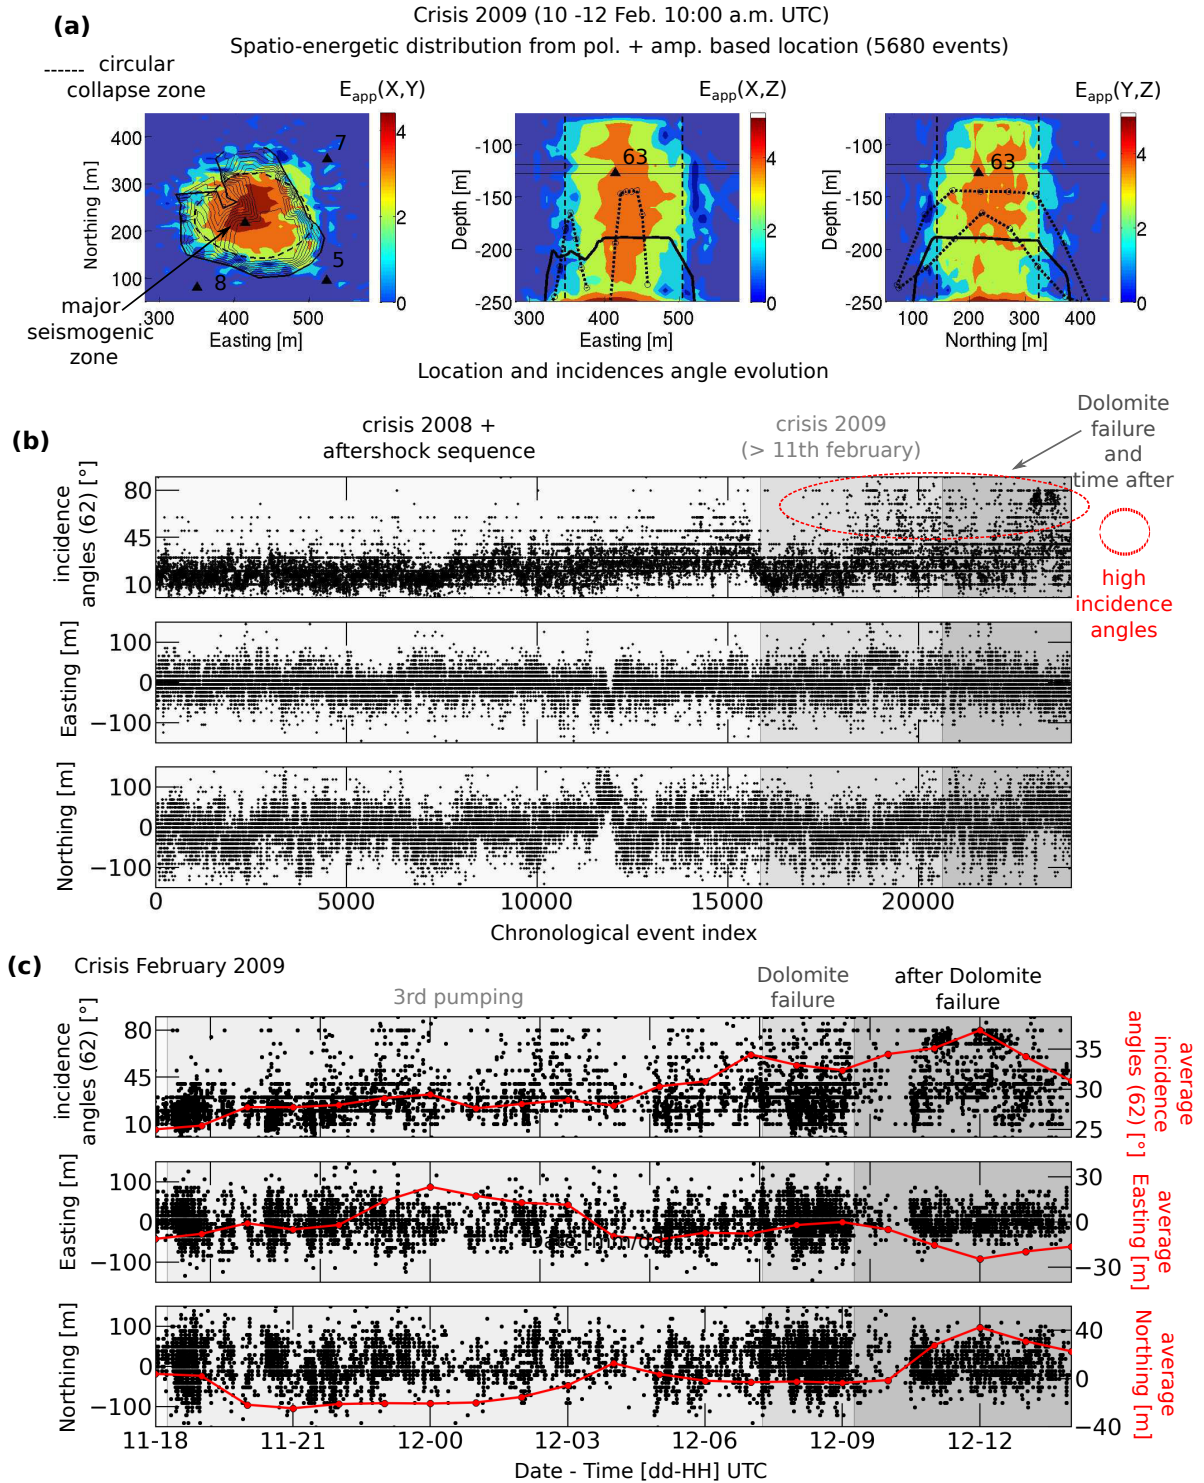 Crisis 2009 (10 -12 Feb. 10:00 a.m. UTC)
(a)
Spatio-energetic distribution from pol. + amp. based location (5680 events)
------ circular
collapse zone
E_app(X,Y)
E_app(X,Z)
E_app(Y,Z)
400
300
200
100
Northing [m]
7
5
8
300 400 500
Easting [m]
4
2
0
major
seismogenic
zone
-100
-150
-200
-250
Depth [m]
63
300 400 500
Easting [m]
4
2
0
-100
-150
-200
-250
Depth [m]
63
100 200 300 400
Northing [m]
4
2
0
Location and incidences angle evolution
(b)
crisis 2008 +
aftershock sequence
crisis 2009
(> 11th february)
Dolomite
failure
and
time after
incidence
angles (62) [°]
80
45
10
high
incidence
angles
Easting [m]
100
0
−100
Northing [m]
100
0
−100
0 5000 10000 15000 20000
Chronological event index
(c)
Crisis February 2009
3rd pumping
Dolomite
failure
after Dolomite
failure
incidence
angles (62) [°]
80
45
10
35
30
25
average
incidence
angles (62) [°]
Easting [m]
100
0
−100
30
0
−30
average
Easting [m]
Northing [m]
100
0
−100
40
0
−40
average
Northing [m]
11-18 11-21 12-00 12-03 12-06 12-09 12-12
Date - Time [dd-HH] UTC